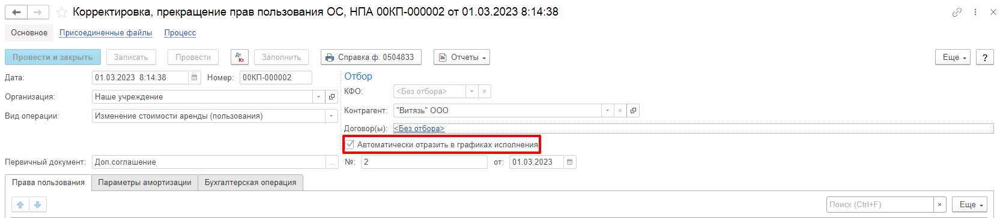 Корректировка, прекращение прав пользования ОС, НПА 00КП-000002 от 01.03.2023 8:14:38
Основное Присоединенные файлы Процесс
Провести и закрыть Записать Провести Дт Кт Заполнить Справка ф. 0504833 Отчеты Еще ?
Дата: 01.03.2023 8:14:38 Номер: 00КП-000002 Отбор
КФО: <Без отбора>
Организация: Наше учреждение
Контрагент: "Витязь" ООО
Вид операции: Изменение стоимости аренды (пользования)
Договор(ы): <Без отбора>
Автоматически отразить в графиках исполнения
Первичный документ: Доп.соглашение ... №: 2 от: 01.03.2023
Права пользования Параметры амортизации Бухгалтерская операция
Поиск (Ctrl+F) × Еще